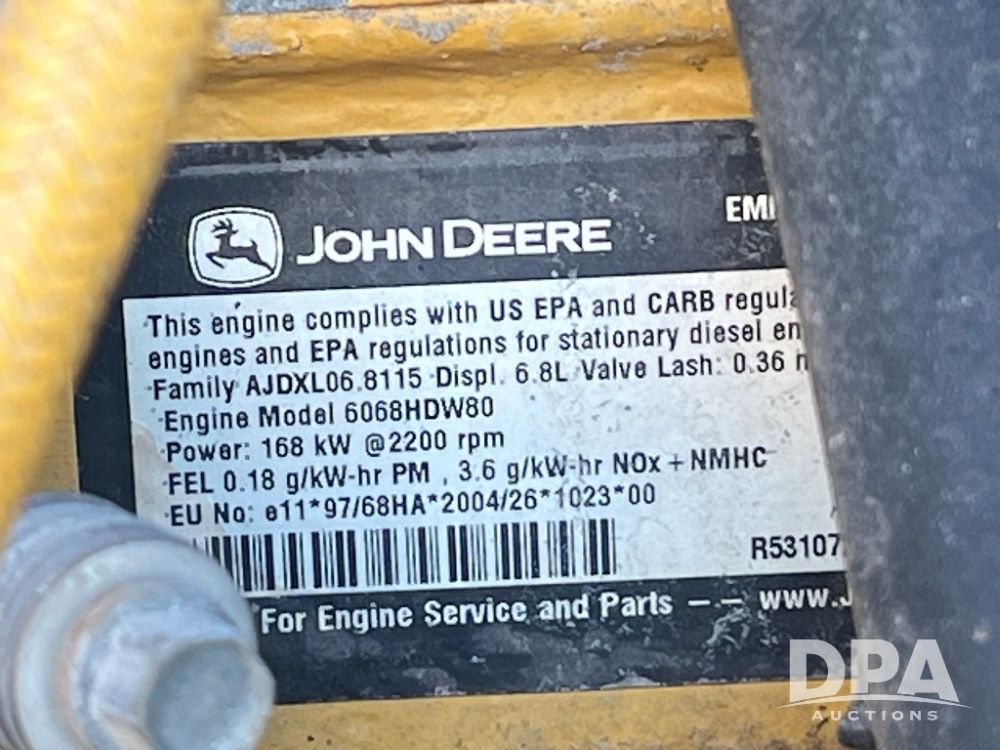 JOHN DEERE
This engine complies with US EPA and CARB
engines and EPA regulations for stationary diesel
Family AJDXL06.8115 Displ. 6.8L Valve Lash: 0.36
Engine Model 6068HDW80
Power: 168 kW @2200 rpm
FEL 0.18 g/kW-hr PM , 3.6 g/kW-hr NOx + NMHC
EU No: e11*97/68HA*2004/26*1023*00
R53107
For Engine Service and Parts -- www.
DPA
AUCTIONS